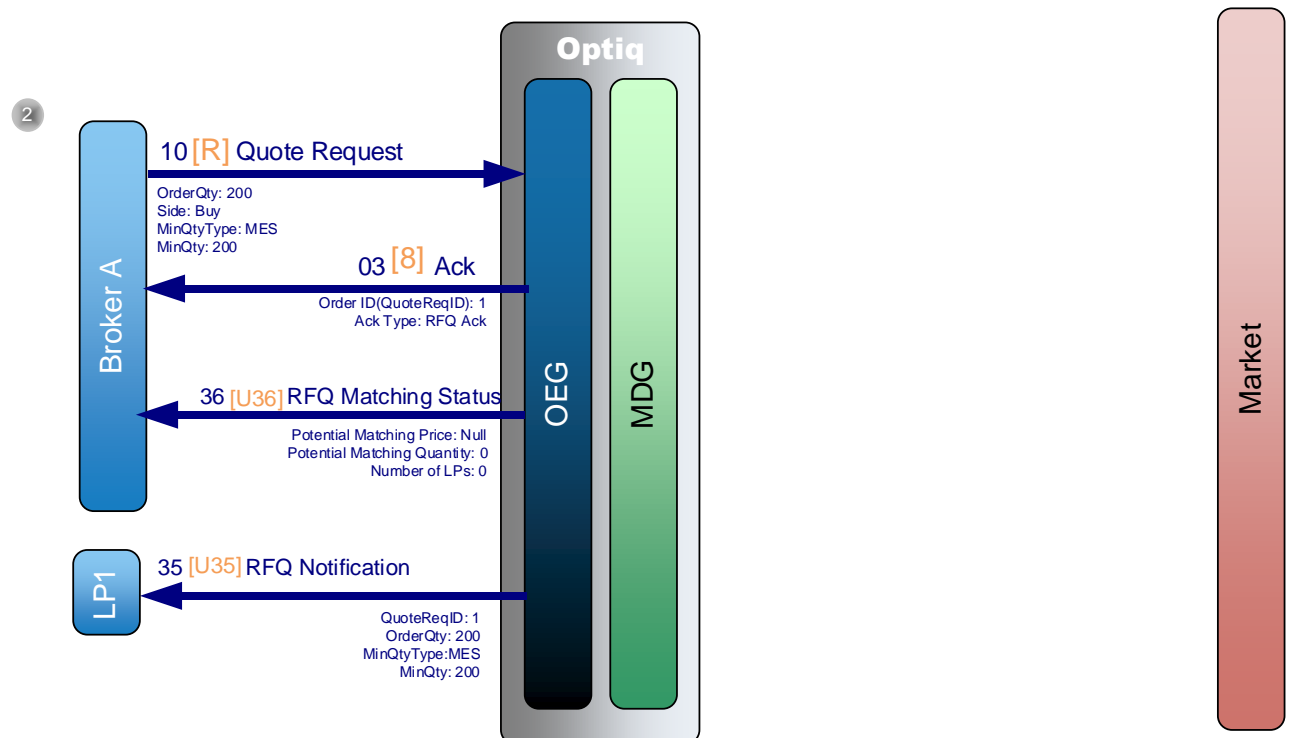 Optiq
2
10 [R] Quote Request
OrderQty: 200
Side: Buy
MinQtyType: MES
MinQty: 200
03 [8] Ack
Order ID(QuoteReqID): 1
Ack Type: RFQ Ack
Broker A
36 [U36] RFQ Matching Status
Potential Matching Price: Null
Potential Matching Quantity: 0
Number of LPs: 0
OEG
MDG
Market
LP1
35 [U35] RFQ Notification
QuoteReqID: 1
OrderQty: 200
MinQtyType:MES
MinQty: 200